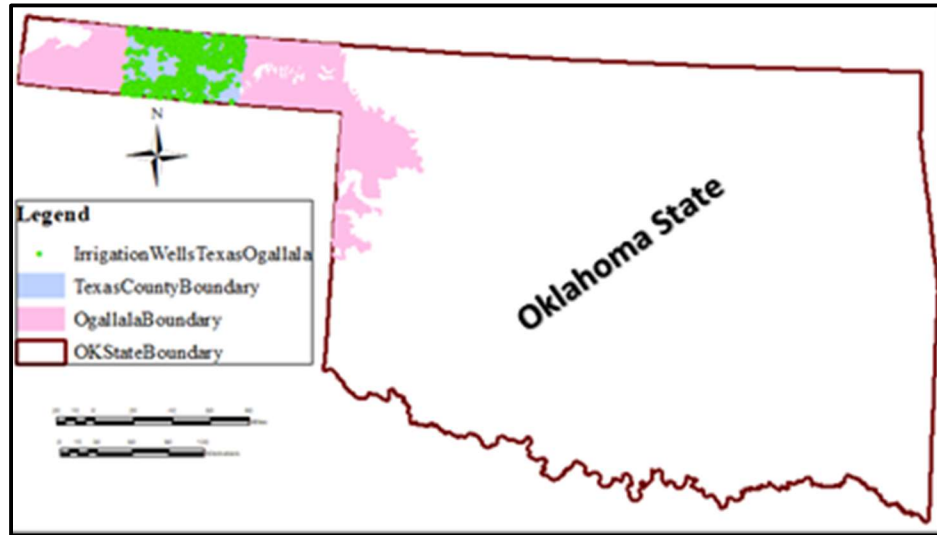 N
Oklahoma State
Legend
IrrigationWellsTexasOgallala
TexasCountyBoundary
OgallalaBoundary
OKStateBoundary